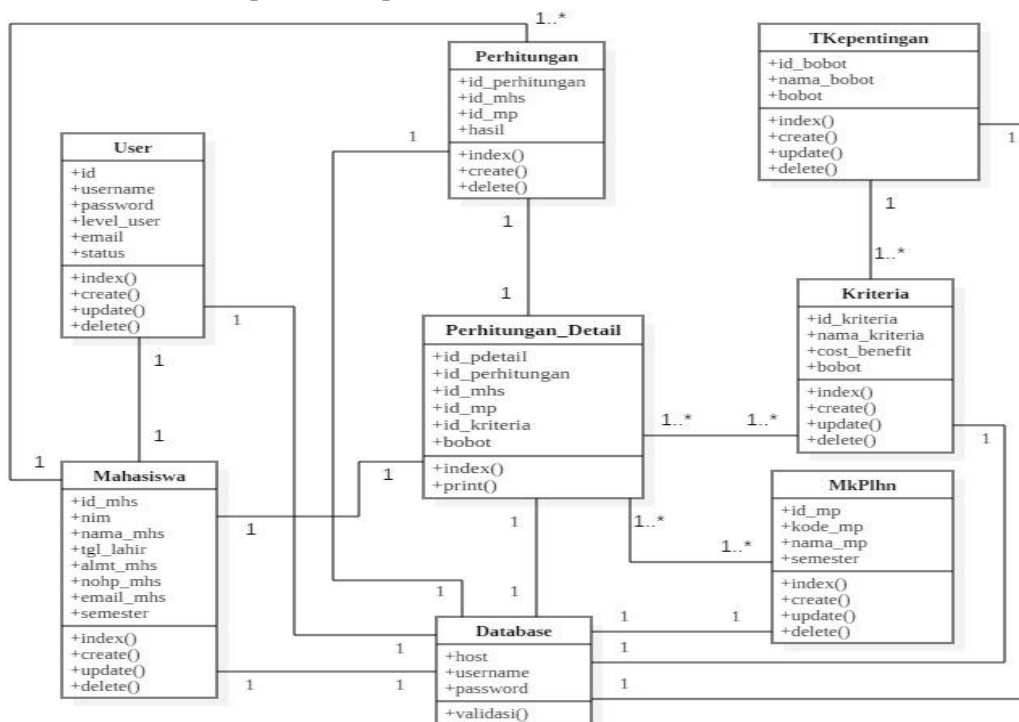 1..*
Perhitungan
+id_perhitungan
+id_mhs
+id_mp
+hasil
+index()
+create()
+delete()
TKepentingan
+id_bobot
+nama_bobot
+bobot
+index()
+create()
+update()
+delete()
User
+id
+username
+password
+level_user
+email
+status
+index()
+create()
+update()
+delete()
1
1
1
1
1..*
1
1
1
Kriteria
+id_kriteria
+nama_kriteria
+cost_benefit
+bobot
+index()
+create()
+update()
+delete()
Perhitungan_Detail
+id_pdetail
+id_perhitungan
+id_mhs
+id_mp
+id_kriteria
+bobot
+index()
+print()
1..*
1..*
1
1
1
1
1
Mahasiswa
+id_mhs
+nim
+nama_mhs
+tgl_lahir
+almt_mhs
+nohp_mhs
+email_mhs
+semester
+index()
+create()
+update()
+delete()
MkPlhn
+id_mp
+kode_mp
+nama_mp
+semester
+index()
+create()
+update()
+delete()
1
1
1..*
1..*
1
1
1
1
1
1
1
1
1
Database
+host
+username
+password
+validasi()